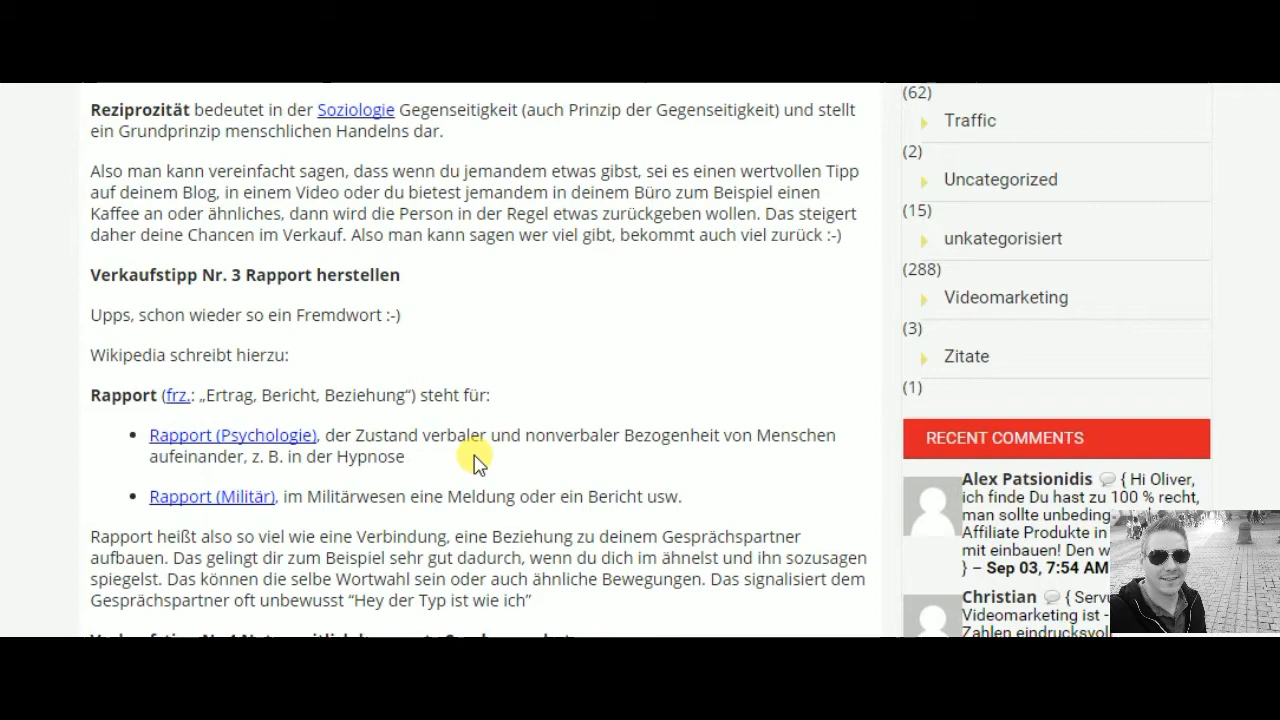 Reziprozität bedeutet in der Soziologie Gegenseitigkeit (auch Prinzip der Gegenseitigkeit) und stellt
ein Grundprinzip menschlichen Handelns dar.
Also man kann vereinfacht sagen, dass wenn du jemandem etwas gibst, sei es einen wertvollen Tipp
auf deinem Blog, in einem Video oder du bietest jemandem in deinem Büro zum Beispiel einen
Kaffee an oder ähnliches, dann wird die Person in der Regel etwas zurückgeben wollen. Das steigert
daher deine Chancen im Verkauf. Also man kann sagen wer viel gibt, bekommt auch viel zurück :-)
Verkaufstipp Nr. 3 Rapport herstellen
Upps, schon wieder so ein Fremdwort :-)
Wikipedia schreibt hierzu:
Rapport (frz.: „Ertrag, Bericht, Beziehung“) steht für:
Rapport (Psychologie), der Zustand verbaler und nonverbaler Bezogenheit von Menschen
aufeinander, z. B. in der Hypnose
Rapport (Militär), im Militärwesen eine Meldung oder ein Bericht usw.
Rapport heißt also so viel wie eine Verbindung, eine Beziehung zu deinem Gesprächspartner
aufbauen. Das gelingt dir zum Beispiel sehr gut dadurch, wenn du dich im ähnelst und ihn sozusagen
spiegelst. Das können die selbe Wortwahl sein oder auch ähnliche Bewegungen. Das signalisiert dem
Gesprächspartner oft unbewusst “Hey der Typ ist wie ich”
(62)
Traffic
(2)
Uncategorized
(15)
unkategorisiert
(288)
Videomarketing
(3)
Zitate
(1)
RECENT COMMENTS
Alex Patsionidis { Hi Oliver,
ich finde Du hast zu 100 % recht,
man sollte unbeding
Affiliate Produkte in
mit einbauen! Den w
} – Sep 03, 7:54 AM
Christian { Serv
Videomarketing ist -
Zahlen eindrucksvol